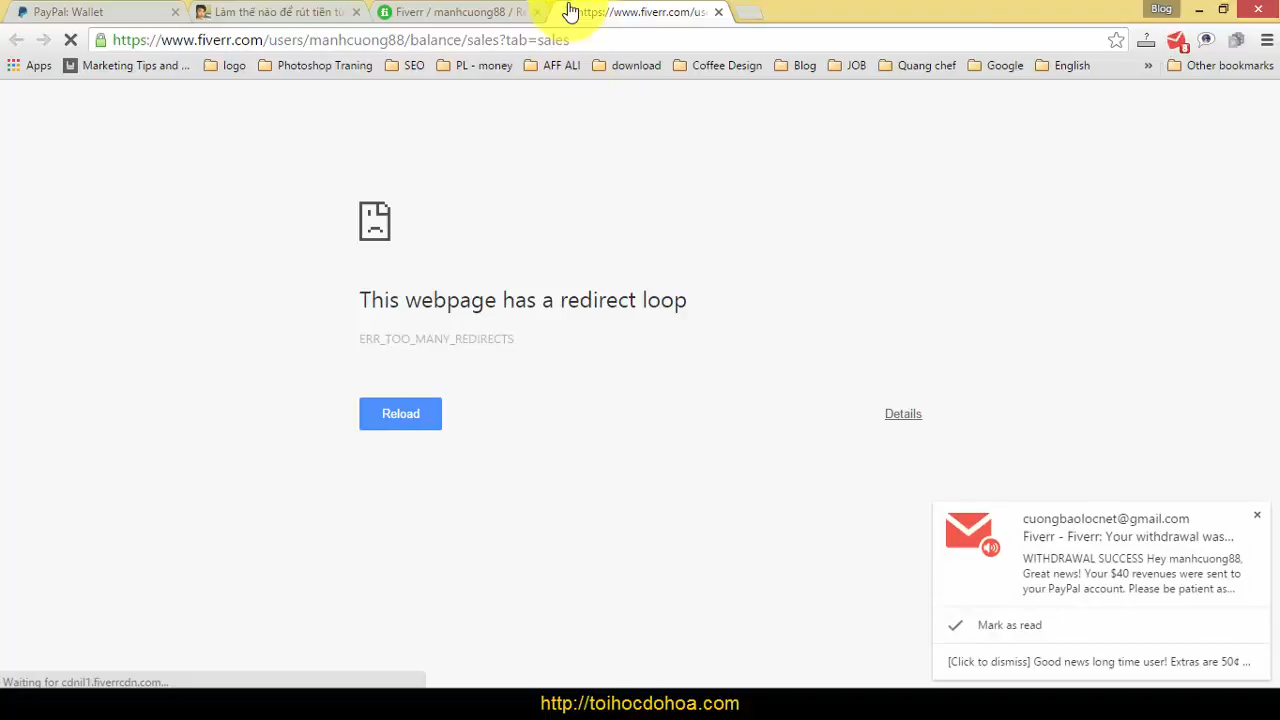 PayPal: Wallet
Làm thế nào để rút tiền từ
Fiverr / manhcuong88 / Re
https://www.fiverr.com/use
Blog
https://www.fiverr.com/users/manhcuong88/balance/sales?tab=sales
Apps
Marketing Tips and ...
logo
Photoshop Traning
SEO
PL - money
AFF ALI
download
Coffee Design
Blog
JOB
Quang chef
Google
English
»
Other bookmarks
This webpage has a redirect loop
ERR_TOO_MANY_REDIRECTS
Reload
Details
cuongbaolocnet@gmail.com
Fiverr - Fiverr: Your withdrawal was...
WITHDRAWAL SUCCESS Hey manhcuong88,
Great news! Your $40 revenues were sent to
your PayPal account. Please be patient as...
Mark as read
[Click to dismiss] Good news long time user! Extras are 50¢ ...
Waiting for cdnil1.fiverrcdn.com...
http://toihocdohoa.com